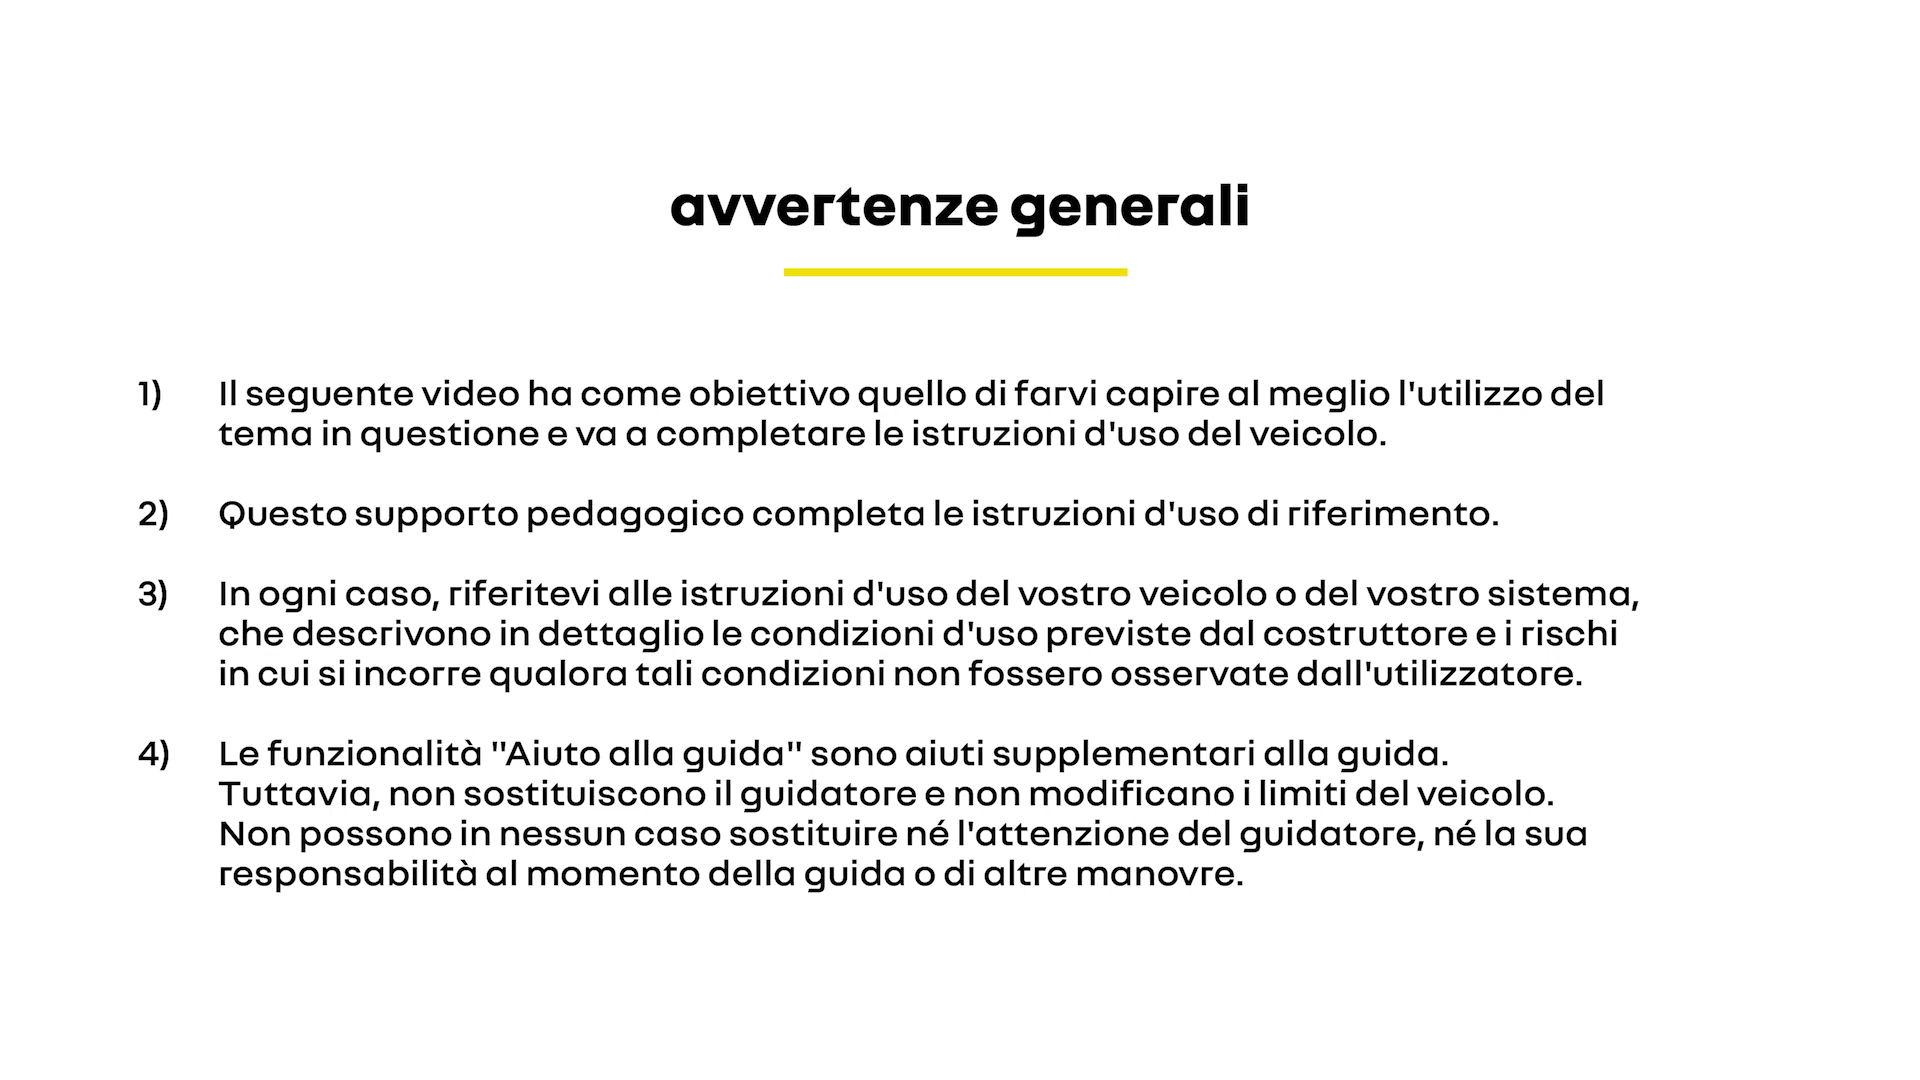 avvertenze generali
1) Il seguente video ha come obiettivo quello di farvi capire al meglio l'utilizzo del
tema in questione e va a completare le istruzioni d'uso del veicolo.
2) Questo supporto pedagogico completa le istruzioni d'uso di riferimento.
3) In ogni caso, riferitevi alle istruzioni d'uso del vostro veicolo o del vostro sistema,
che descrivono in dettaglio le condizioni d'uso previste dal costruttore e i rischi
in cui si incorre qualora tali condizioni non fossero osservate dall'utilizzatore.
4) Le funzionalità "Aiuto alla guida" sono aiuti supplementari alla guida.
Tuttavia, non sostituiscono il guidatore e non modificano i limiti del veicolo.
Non possono in nessun caso sostituire né l'attenzione del guidatore, né la sua
responsabilità al momento della guida o di altre manovre.